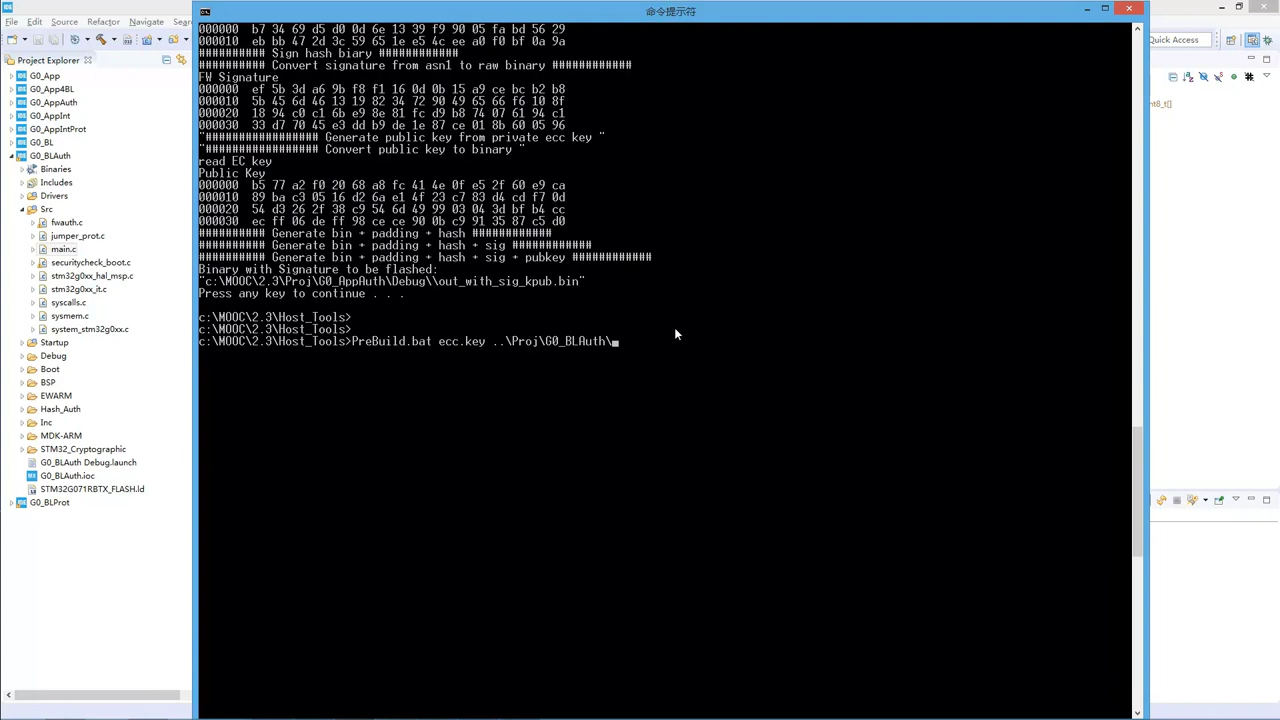 命令提示符
File Edit Source Refactor Navigate
Quick Access
Project Explorer
G0_App
G0_App4BL
G0_AppAuth
G0_AppInt
G0_AppIntProt
G0_BL
G0_BLAuth
Binaries
Includes
Drivers
Src
fwauth.c
jumper_prot.c
main.c
securitycheck_boot.c
stm32g0xx_hal_msp.c
stm32g0xx_it.c
syscalls.c
sysmem.c
system_stm32g0xx.c
Startup
Debug
Boot
BSP
EWARM
Hash_Auth
Inc
MDK-ARM
STM32_Cryptographic
G0_BLAuth Debug.launch
G0_BLAuth.ioc
STM32G071RBTX_FLASH.ld
G0_BLProt
000000 b7 34 69 d5 d0 0d 6e 13 39 f9 90 05 fa bd 56 29
000010 eb bb 47 2d 3c 59 65 1e e5 4c ee a0 f0 bf 0a 9a
########## Sign hash biary ##########
########## Convert signature from asn1 to raw binary ############
FW Signature
000000 ef 5b 3d a6 9b f8 f1 16 0d 0b 15 a9 ce bc b2 b8
000010 5b 45 6d 46 13 19 82 34 72 90 49 65 66 f6 10 8f
000020 18 94 c0 c1 6b e9 8e 81 fc d9 b8 74 07 61 94 c1
000030 33 d7 70 45 e3 dd b9 de 1e 87 ce 01 8b 60 05 96
"################# Generate public key from private ecc key "
"################# Convert public key to binary "
read EC key
Public Key
000000 b5 77 a2 f0 20 68 a8 fc 41 4e 0f e5 2f 60 e9 ca
000010 89 ba c3 05 16 d2 6a e1 4f 23 c7 83 d4 cd f7 0d
000020 54 d3 26 2f 38 c9 54 6d 49 99 03 04 3d bf b4 cc
000030 ec ff 06 de ff 98 ce ce 90 0b c9 91 35 87 c5 d0
########## Generate bin + padding + hash ############
########## Generate bin + padding + hash + sig ############
########## Generate bin + padding + hash + sig + pubkey ############
Binary with Signature to be flashed:
"c:\MOOC\2.3\Proj\G0_AppAuth\Debug\\out_with_sig_kpub.bin"
Press any key to continue . . .
c:\MOOC\2.3\Host_Tools>
c:\MOOC\2.3\Host_Tools>
c:\MOOC\2.3\Host_Tools>PreBuild.bat ecc.key ..\Proj\G0_BLAuth\
int8_t[]